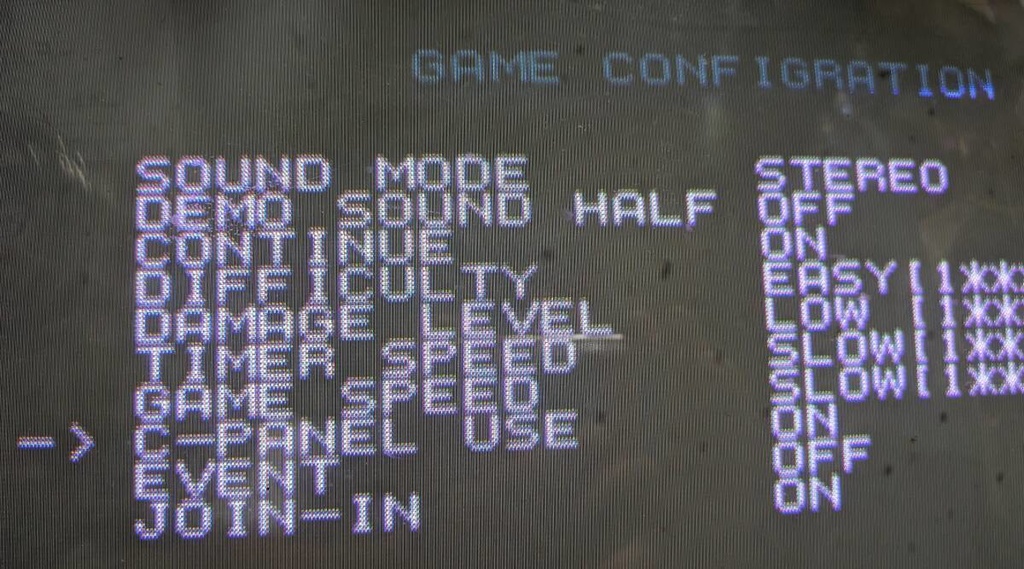 GAME CONFIGRATION
SOUND MODE STEREO
DEMO SOUND HALF OFF
CONTINUE ON
DIFFICULTY EASY[1**
DAMAGE LEVEL LOW [1**
TIMER SPEED SLOW[1**
GAME SPEED SLOW[1**
-> C-PANEL USE ON
EVENT OFF
JOIN-IN ON